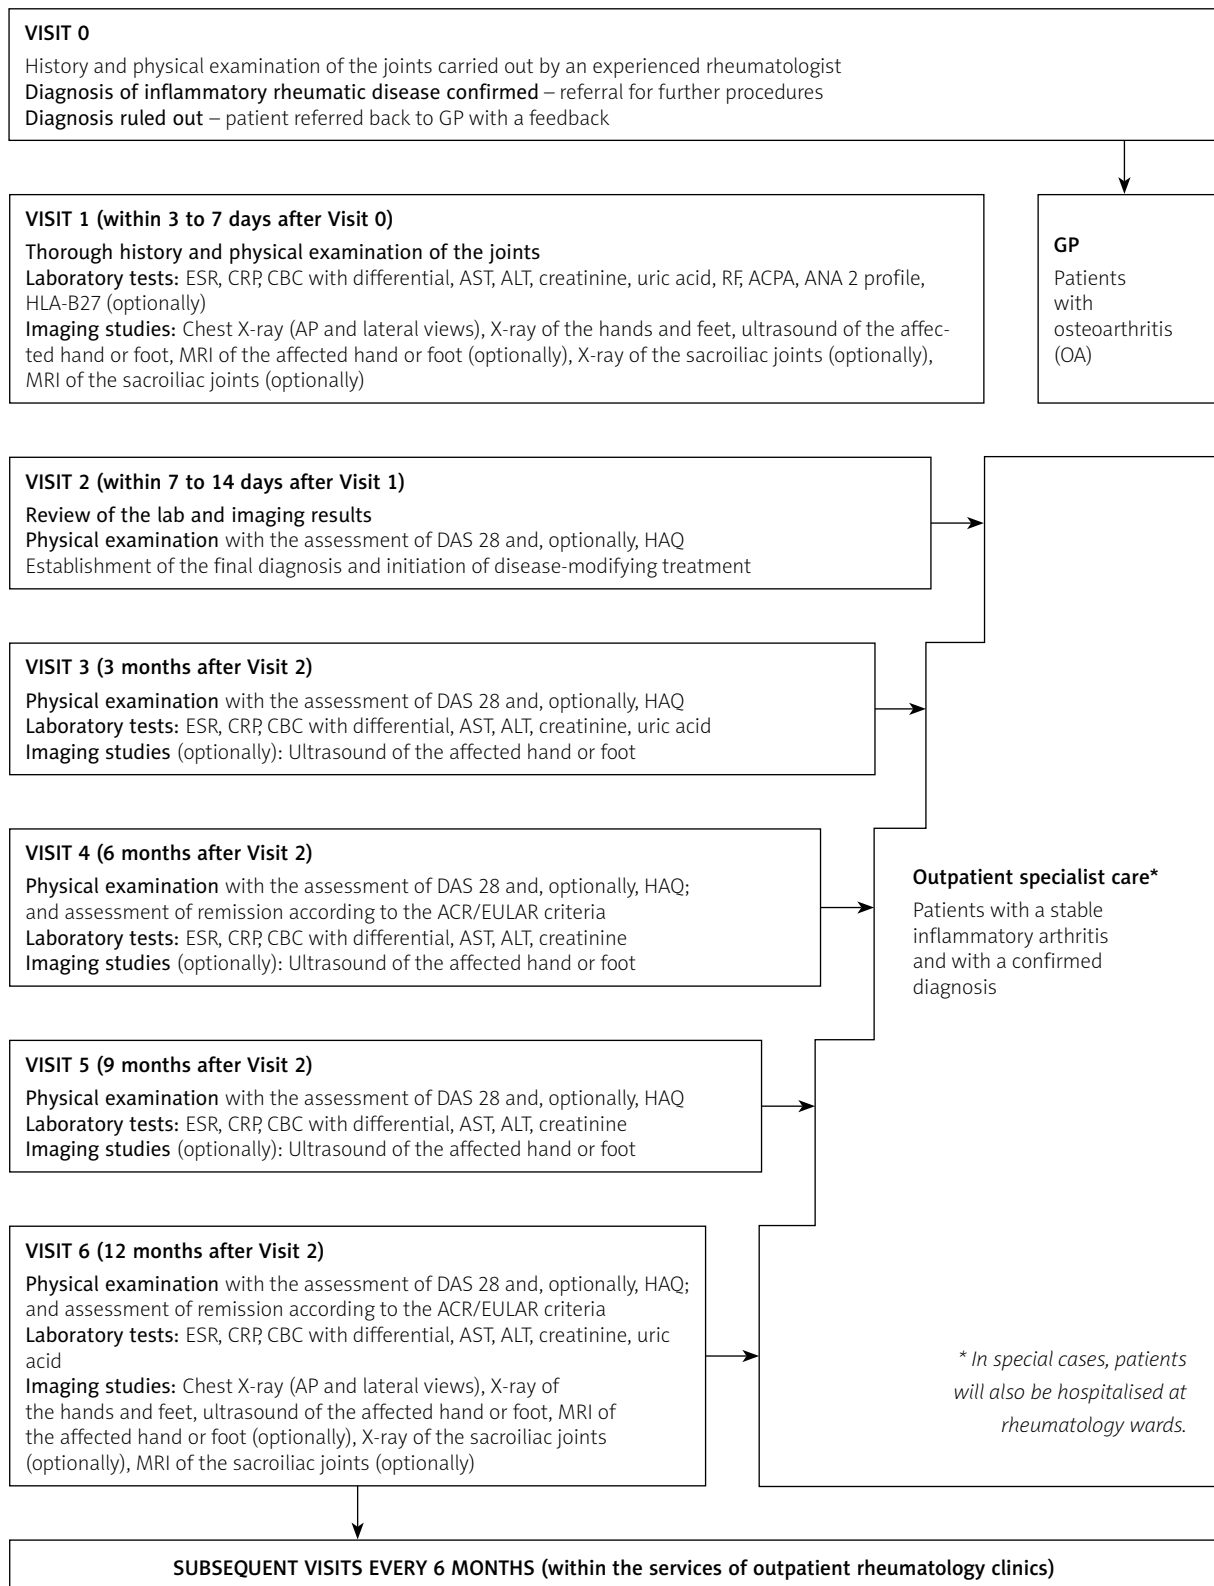 VISIT 0
History and physical examination of the joints carried out by an experienced rheumatologist
Diagnosis of inflammatory rheumatic disease confirmed – referral for further procedures
Diagnosis ruled out – patient referred back to GP with a feedback
VISIT 1 (within 3 to 7 days after Visit 0)
Thorough history and physical examination of the joints
Laboratory tests: ESR, CRP, CBC with differential, AST, ALT, creatinine, uric acid, RF, ACPA, ANA 2 profile,
HLA-B27 (optionally)
Imaging studies: Chest X-ray (AP and lateral views), X-ray of the hands and feet, ultrasound of the affec-
ted hand or foot, MRI of the affected hand or foot (optionally), X-ray of the sacroiliac joints (optionally),
MRI of the sacroiliac joints (optionally)
GP
Patients
with
osteoarthritis
(OA)
VISIT 2 (within 7 to 14 days after Visit 1)
Review of the lab and imaging results
Physical examination with the assessment of DAS 28 and, optionally, HAQ
Establishment of the final diagnosis and initiation of disease-modifying treatment
VISIT 3 (3 months after Visit 2)
Physical examination with the assessment of DAS 28 and, optionally, HAQ
Laboratory tests: ESR, CRP, CBC with differential, AST, ALT, creatinine, uric acid
Imaging studies (optionally): Ultrasound of the affected hand or foot
VISIT 4 (6 months after Visit 2)
Physical examination with the assessment of DAS 28 and, optionally, HAQ;
and assessment of remission according to the ACR/EULAR criteria
Laboratory tests: ESR, CRP, CBC with differential, AST, ALT, creatinine
Imaging studies (optionally): Ultrasound of the affected hand or foot
Outpatient specialist care*
Patients with a stable
inflammatory arthritis
and with a confirmed
diagnosis
VISIT 5 (9 months after Visit 2)
Physical examination with the assessment of DAS 28 and, optionally, HAQ
Laboratory tests: ESR, CRP, CBC with differential, AST, ALT, creatinine
Imaging studies (optionally): Ultrasound of the affected hand or foot
VISIT 6 (12 months after Visit 2)
Physical examination with the assessment of DAS 28 and, optionally, HAQ;
and assessment of remission according to the ACR/EULAR criteria
Laboratory tests: ESR, CRP, CBC with differential, AST, ALT, creatinine, uric
acid
Imaging studies: Chest X-ray (AP and lateral views), X-ray of
the hands and feet, ultrasound of the affected hand or foot, MRI of
the affected hand or foot (optionally), X-ray of the sacroiliac joints
(optionally), MRI of the sacroiliac joints (optionally)
* In special cases, patients
will also be hospitalised at
rheumatology wards.
SUBSEQUENT VISITS EVERY 6 MONTHS (within the services of outpatient rheumatology clinics)